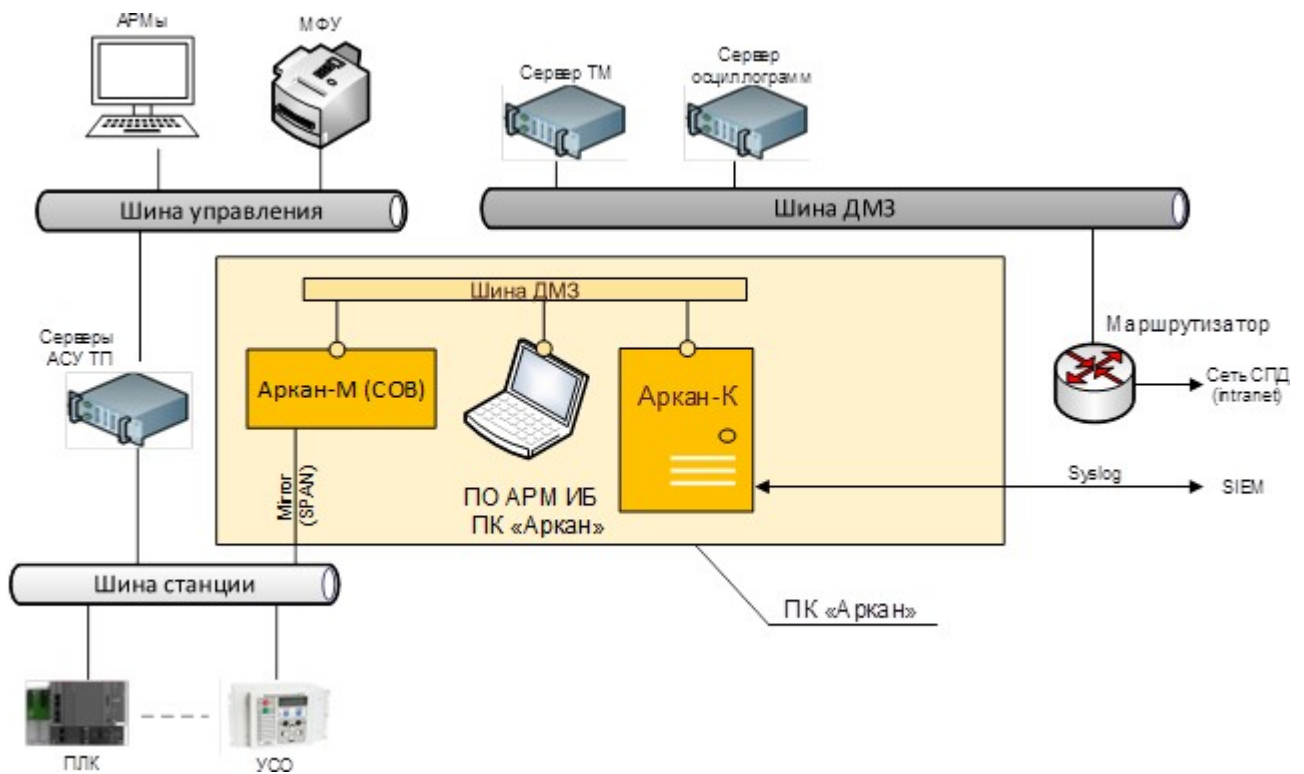 АРМы
МФУ
Сервер ТМ
Сервер
осциллограмм
Шина управления
Шина ДМЗ
Шина ДМЗ
Серверы
АСУ ТП
Аркан-М (СОВ)
Аркан-К
Маршрутизатор
Сеть СПД
(intranet)
Mirror
(SPAN)
ПО АРМ ИБ
ПК «Аркан»
Syslog
SIEM
Шина станции
ПК «Аркан»
ПЛК
УСО